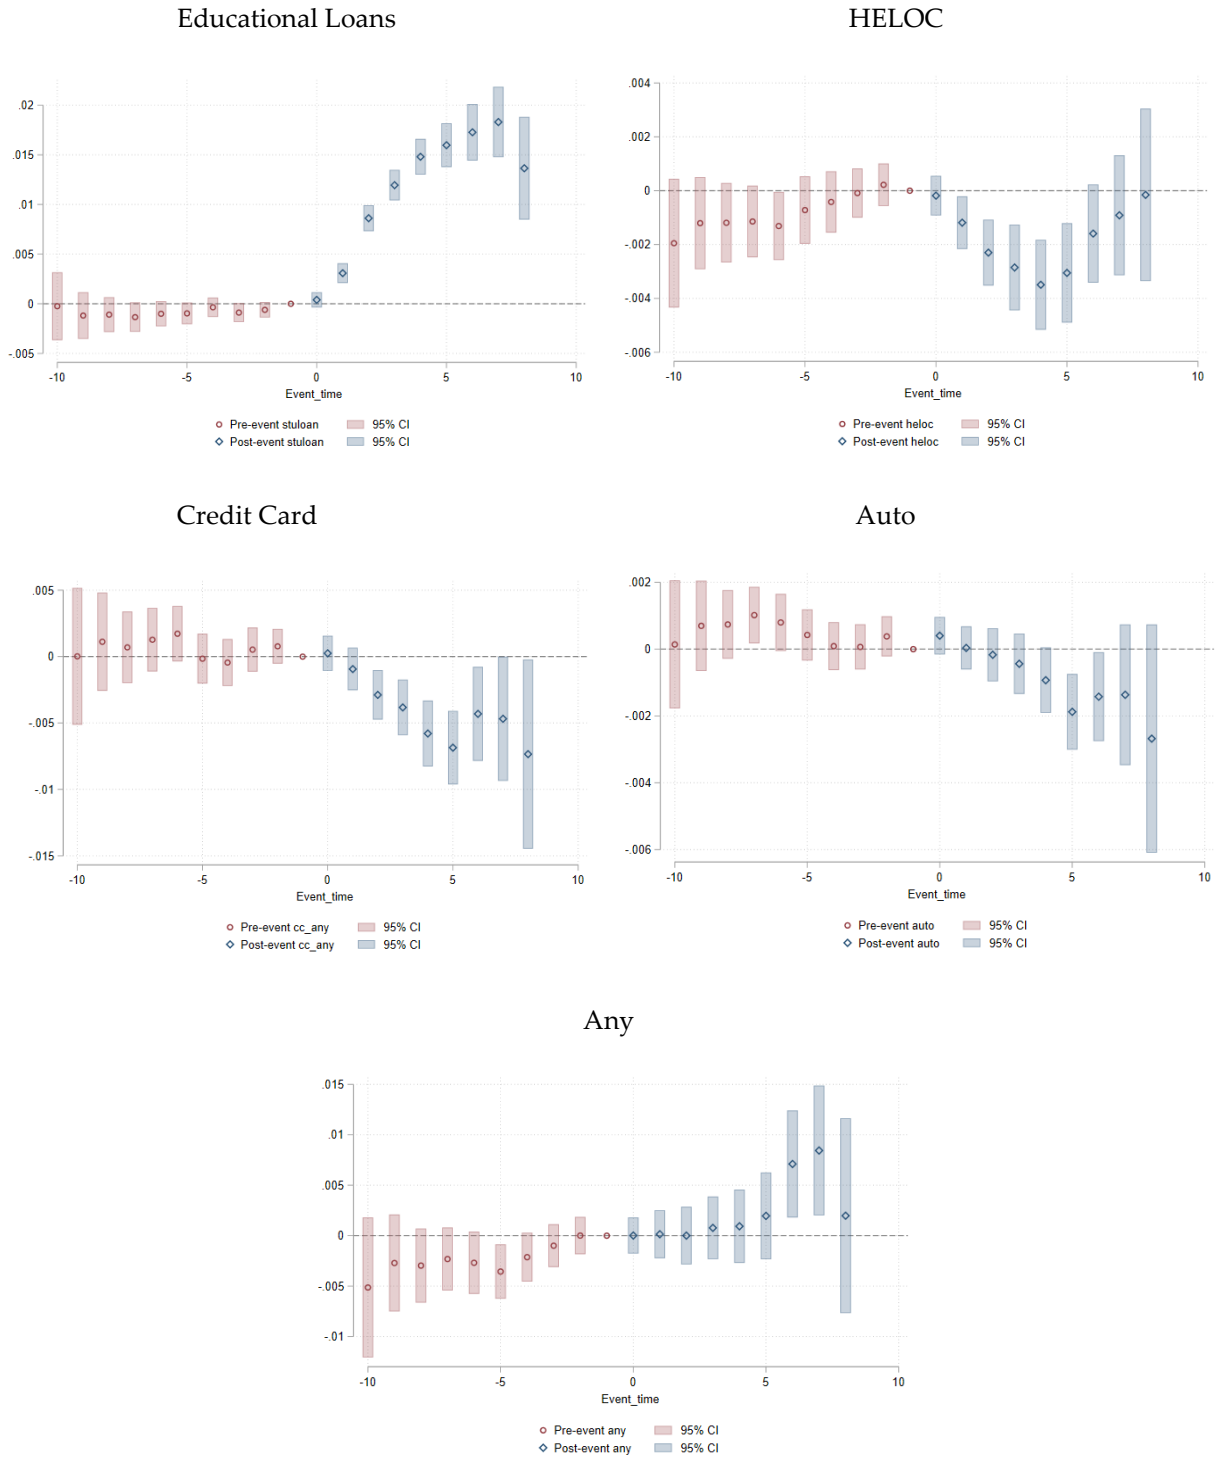 Educational Loans
.02
.015
.01
.005
0
-.005
-10 -5 0 5 10
Event_time
Pre-event stuloan 95% CI
Post-event stuloan 95% CI
HELOC
.004
.002
0
-.002
-.004
-.006
-10 -5 0 5 10
Event_time
Pre-event heloc 95% CI
Post-event heloc 95% CI
Credit Card
.005
0
-.005
-.01
-.015
-10 -5 0 5 10
Event_time
Pre-event cc_any 95% CI
Post-event cc_any 95% CI
Auto
.002
0
-.002
-.004
-.006
-10 -5 0 5 10
Event_time
Pre-event auto 95% CI
Post-event auto 95% CI
Any
.015
.01
.005
0
-.005
-.01
-10 -5 0 5 10
Event_time
Pre-event any 95% CI
Post-event any 95% CI